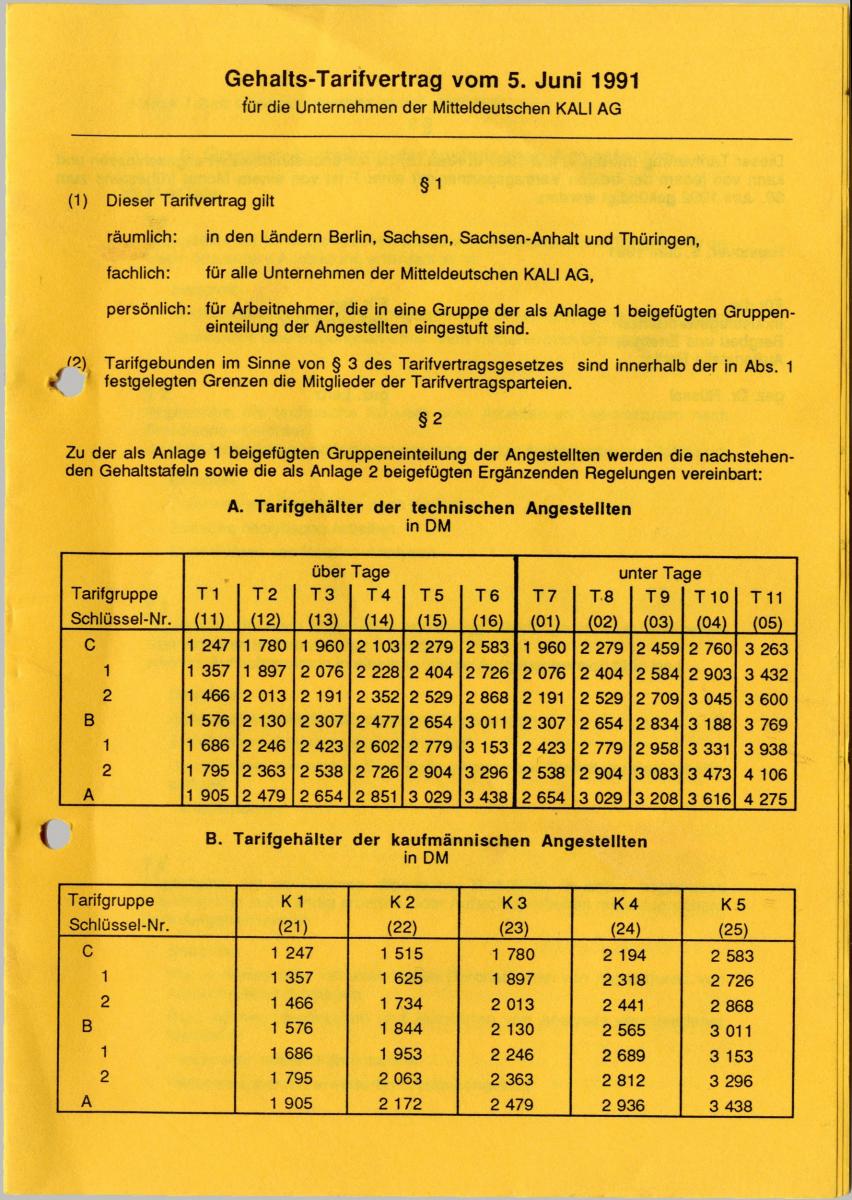 Gehalts-Tarifvertrag vom 5. Juni 1991
für die Unternehmen der Mitteldeutschen KALI AG
§ 1
(1) Dieser Tarifvertrag gilt
räumlich: in den Ländern Berlin, Sachsen, Sachsen-Anhalt und Thüringen,
fachlich: für alle Unternehmen der Mitteldeutschen KALI AG,
persönlich: für Arbeitnehmer, die in eine Gruppe der als Anlage 1 beigefügten Gruppen-
einteilung der Angestellten eingestuft sind.
(2) Tarifgebunden im Sinne von § 3 des Tarifvertragsgesetzes sind innerhalb der in Abs. 1
festgelegten Grenzen die Mitglieder der Tarifvertragsparteien.
§ 2
Zu der als Anlage 1 beigefügten Gruppeneinteilung der Angestellten werden die nachstehen-
den Gehaltstafeln sowie die als Anlage 2 beigefügten Ergänzenden Regelungen vereinbart:
A. Tarifgehälter der technischen Angestellten
in DM
über Tage unter Tage
Tarifgruppe T 1 T 2 T 3 T 4 T 5 T 6 T 7 T 8 T 9 T 10 T 11
Schlüssel-Nr. (11) (12) (13) (14) (15) (16) (01) (02) (03) (04) (05)
C 1 247 1 780 1 960 2 103 2 279 2 583 1 960 2 279 2 459 2 760 3 263
1 1 357 1 897 2 076 2 228 2 404 2 726 2 076 2 404 2 584 2 903 3 432
2 1 466 2 013 2 191 2 352 2 529 2 868 2 191 2 529 2 709 3 045 3 600
B 1 576 2 130 2 307 2 477 2 654 3 011 2 307 2 654 2 834 3 188 3 769
1 1 686 2 246 2 423 2 602 2 779 3 153 2 423 2 779 2 958 3 331 3 938
2 1 795 2 363 2 538 2 726 2 904 3 296 2 538 2 904 3 083 3 473 4 106
A 1 905 2 479 2 654 2 851 3 029 3 438 2 654 3 029 3 208 3 616 4 275
B. Tarifgehälter der kaufmännischen Angestellten
in DM
Tarifgruppe K 1 K 2 K 3 K 4 K 5
Schlüssel-Nr. (21) (22) (23) (24) (25)
C 1 247 1 515 1 780 2 194 2 583
1 1 357 1 625 1 897 2 318 2 726
2 1 466 1 734 2 013 2 441 2 868
B 1 576 1 844 2 130 2 565 3 011
1 1 686 1 953 2 246 2 689 3 153
2 1 795 2 063 2 363 2 812 3 296
A 1 905 2 172 2 479 2 936 3 438